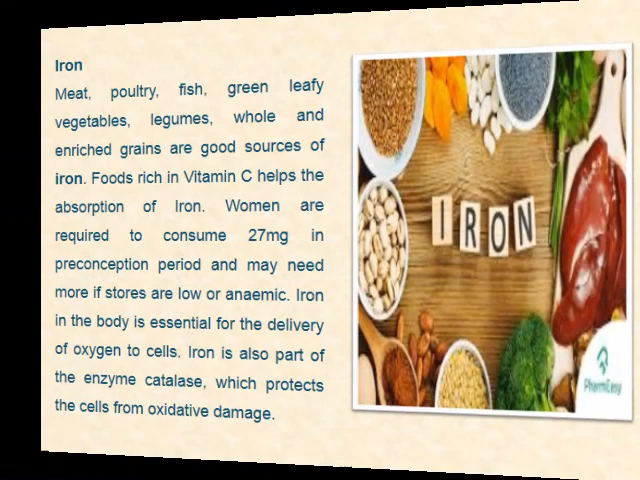 Iron
Meat, poultry, fish, green leafy
vegetables, legumes, whole and
enriched grains are good sources of
iron. Foods rich in Vitamin C helps the
absorption of Iron. Women are
required to consume 27mg in
preconception period and may need
more if stores are low or anaemic. Iron
in the body is essential for the delivery
of oxygen to cells. Iron is also part of
the enzyme catalase, which protects
the cells from oxidative damage.
IRON
PharmEasy